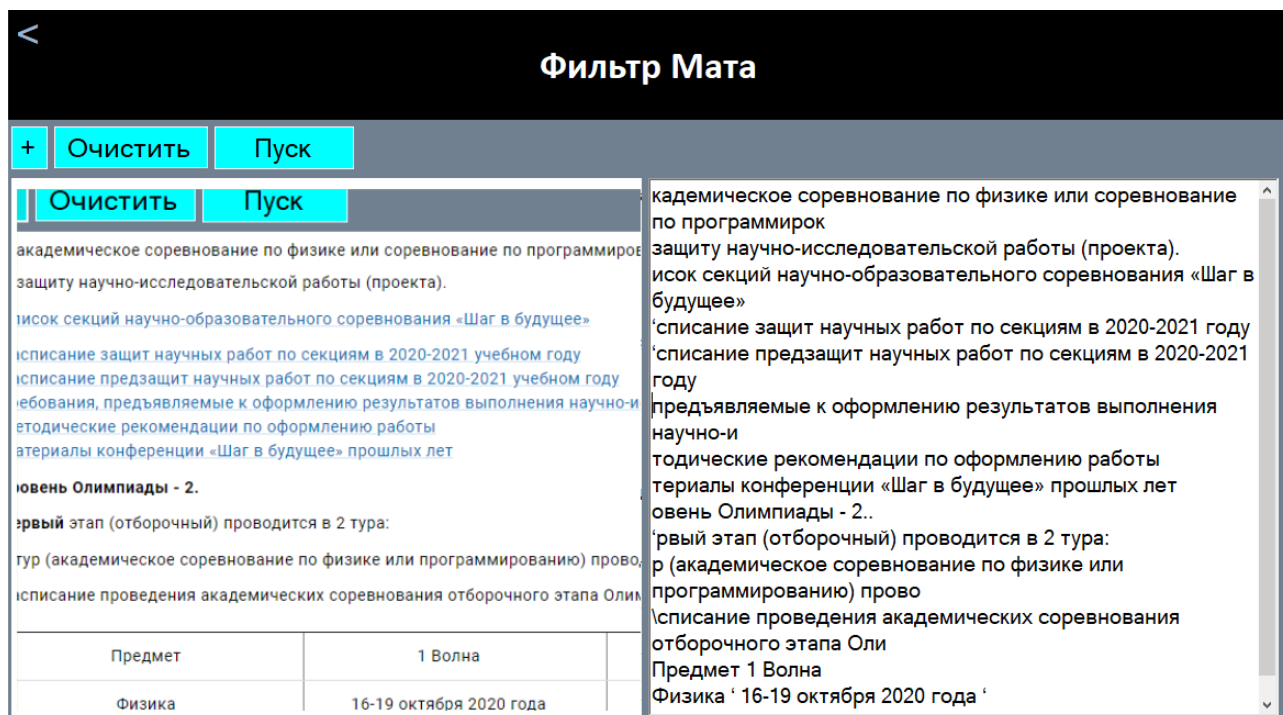 <
Фильтр Мата
+ Очистить Пуск
Очистить Пуск
академическое соревнование по физике или соревнование по программиров
защиту научно-исследовательской работы (проекта).
писок секций научно-образовательного соревнования «Шаг в будущее»
асписание защит научных работ по секциям в 2020-2021 учебном году
асписание предзащит научных работ по секциям в 2020-2021 учебном году
ребования, предъявляемые к оформлению результатов выполнения научно-и
етодические рекомендации по оформлению работы
атериалы конференции «Шаг в будущее» прошлых лет
ровень Олимпиады - 2.
ервый этап (отборочный) проводится в 2 тура:
тур (академическое соревнование по физике или программированию) прово
асписание проведения академических соревнования отборочного этапа Оли
Предмет 1 Волна
Физика 16-19 октября 2020 года
кадемическое соревнование по физике или соревнование
по программирок
защиту научно-исследовательской работы (проекта).
исок секций научно-образовательного соревнования «Шаг в
будущее»
‘списание защит научных работ по секциям в 2020-2021 году
‘списание предзащит научных работ по секциям в 2020-2021
году
предъявляемые к оформлению результатов выполнения
научно-и
тодические рекомендации по оформлению работы
териалы конференции «Шаг в будущее» прошлых лет
овень Олимпиады - 2..
‘рвый этап (отборочный) проводится в 2 тура:
р (академическое соревнование по физике или
программированию) прово
\списание проведения академических соревнования
отборочного этапа Оли
Предмет 1 Волна
Физика ‘ 16-19 октября 2020 года ‘